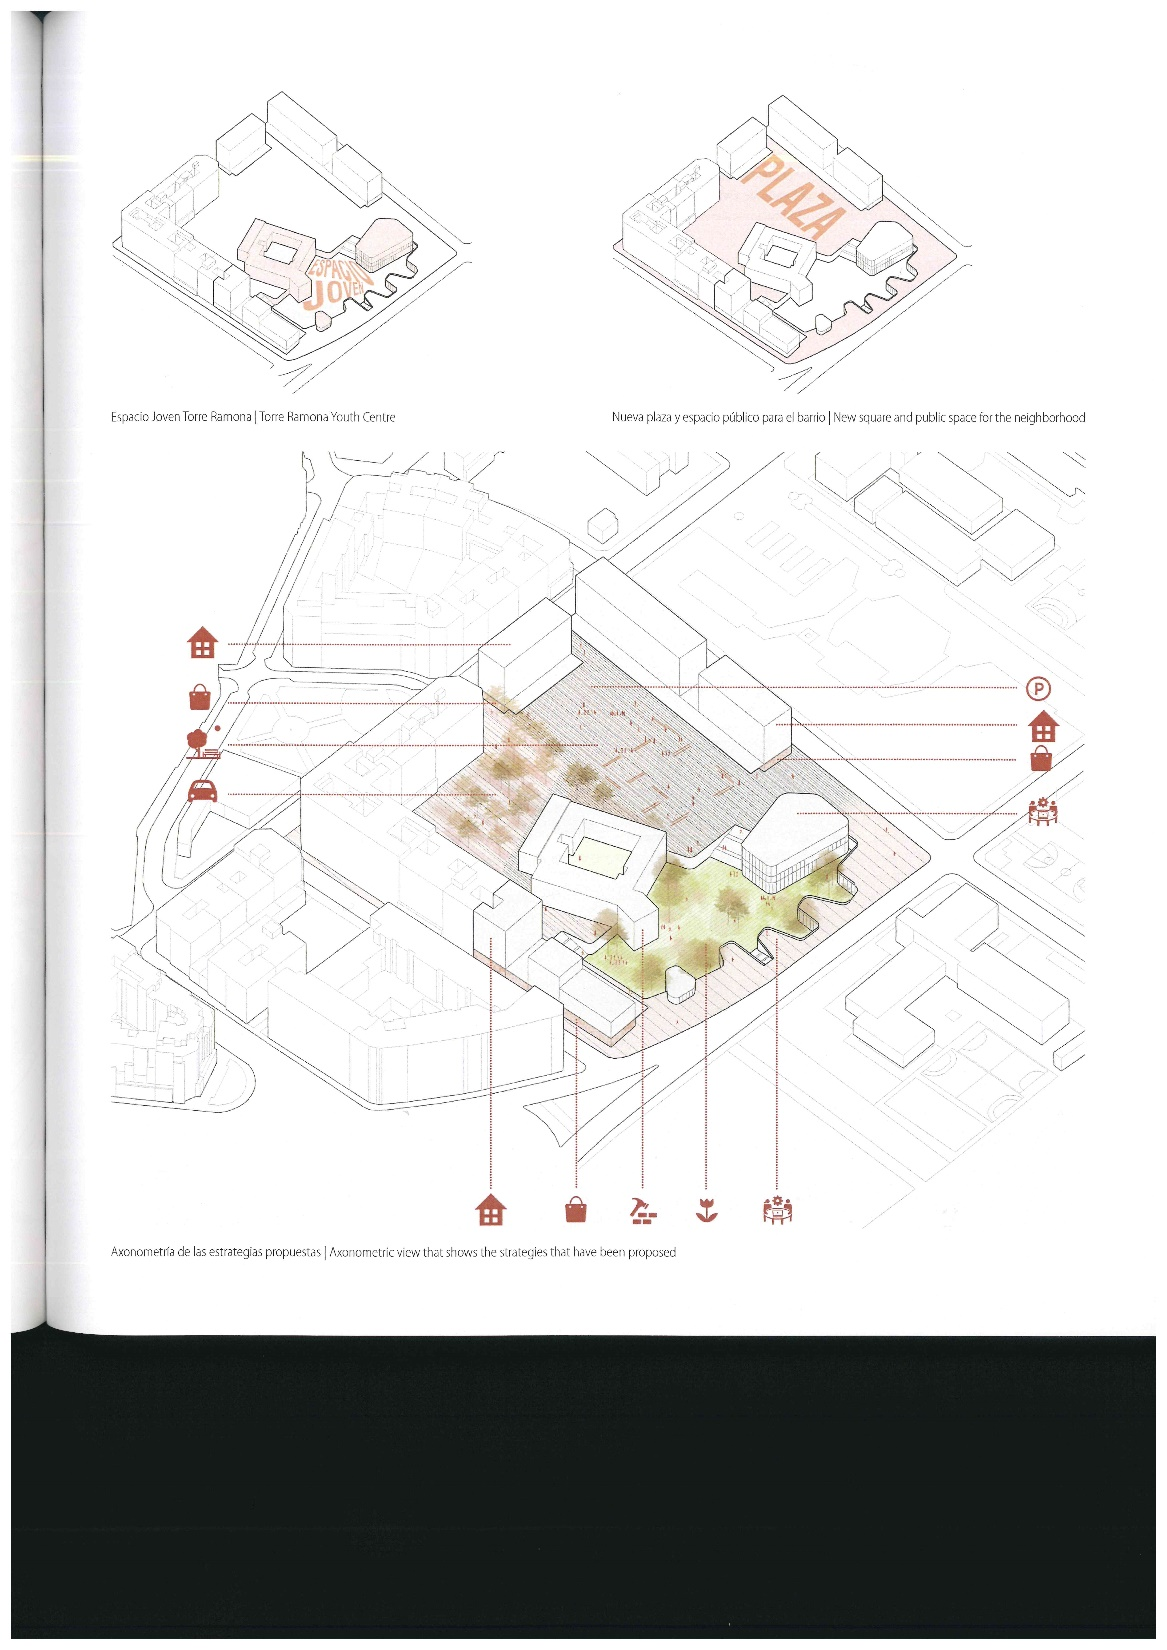 ESPACIO
JOVEN
PLAZA
Espacio Joven Torre Ramona | Torre Ramona Youth Centre
Nueva plaza y espacio público para el barrio | New square and public space for the neighborhood
P
Axonometría de las estrategias propuestas | Axonometric view that shows the strategies that have been proposed